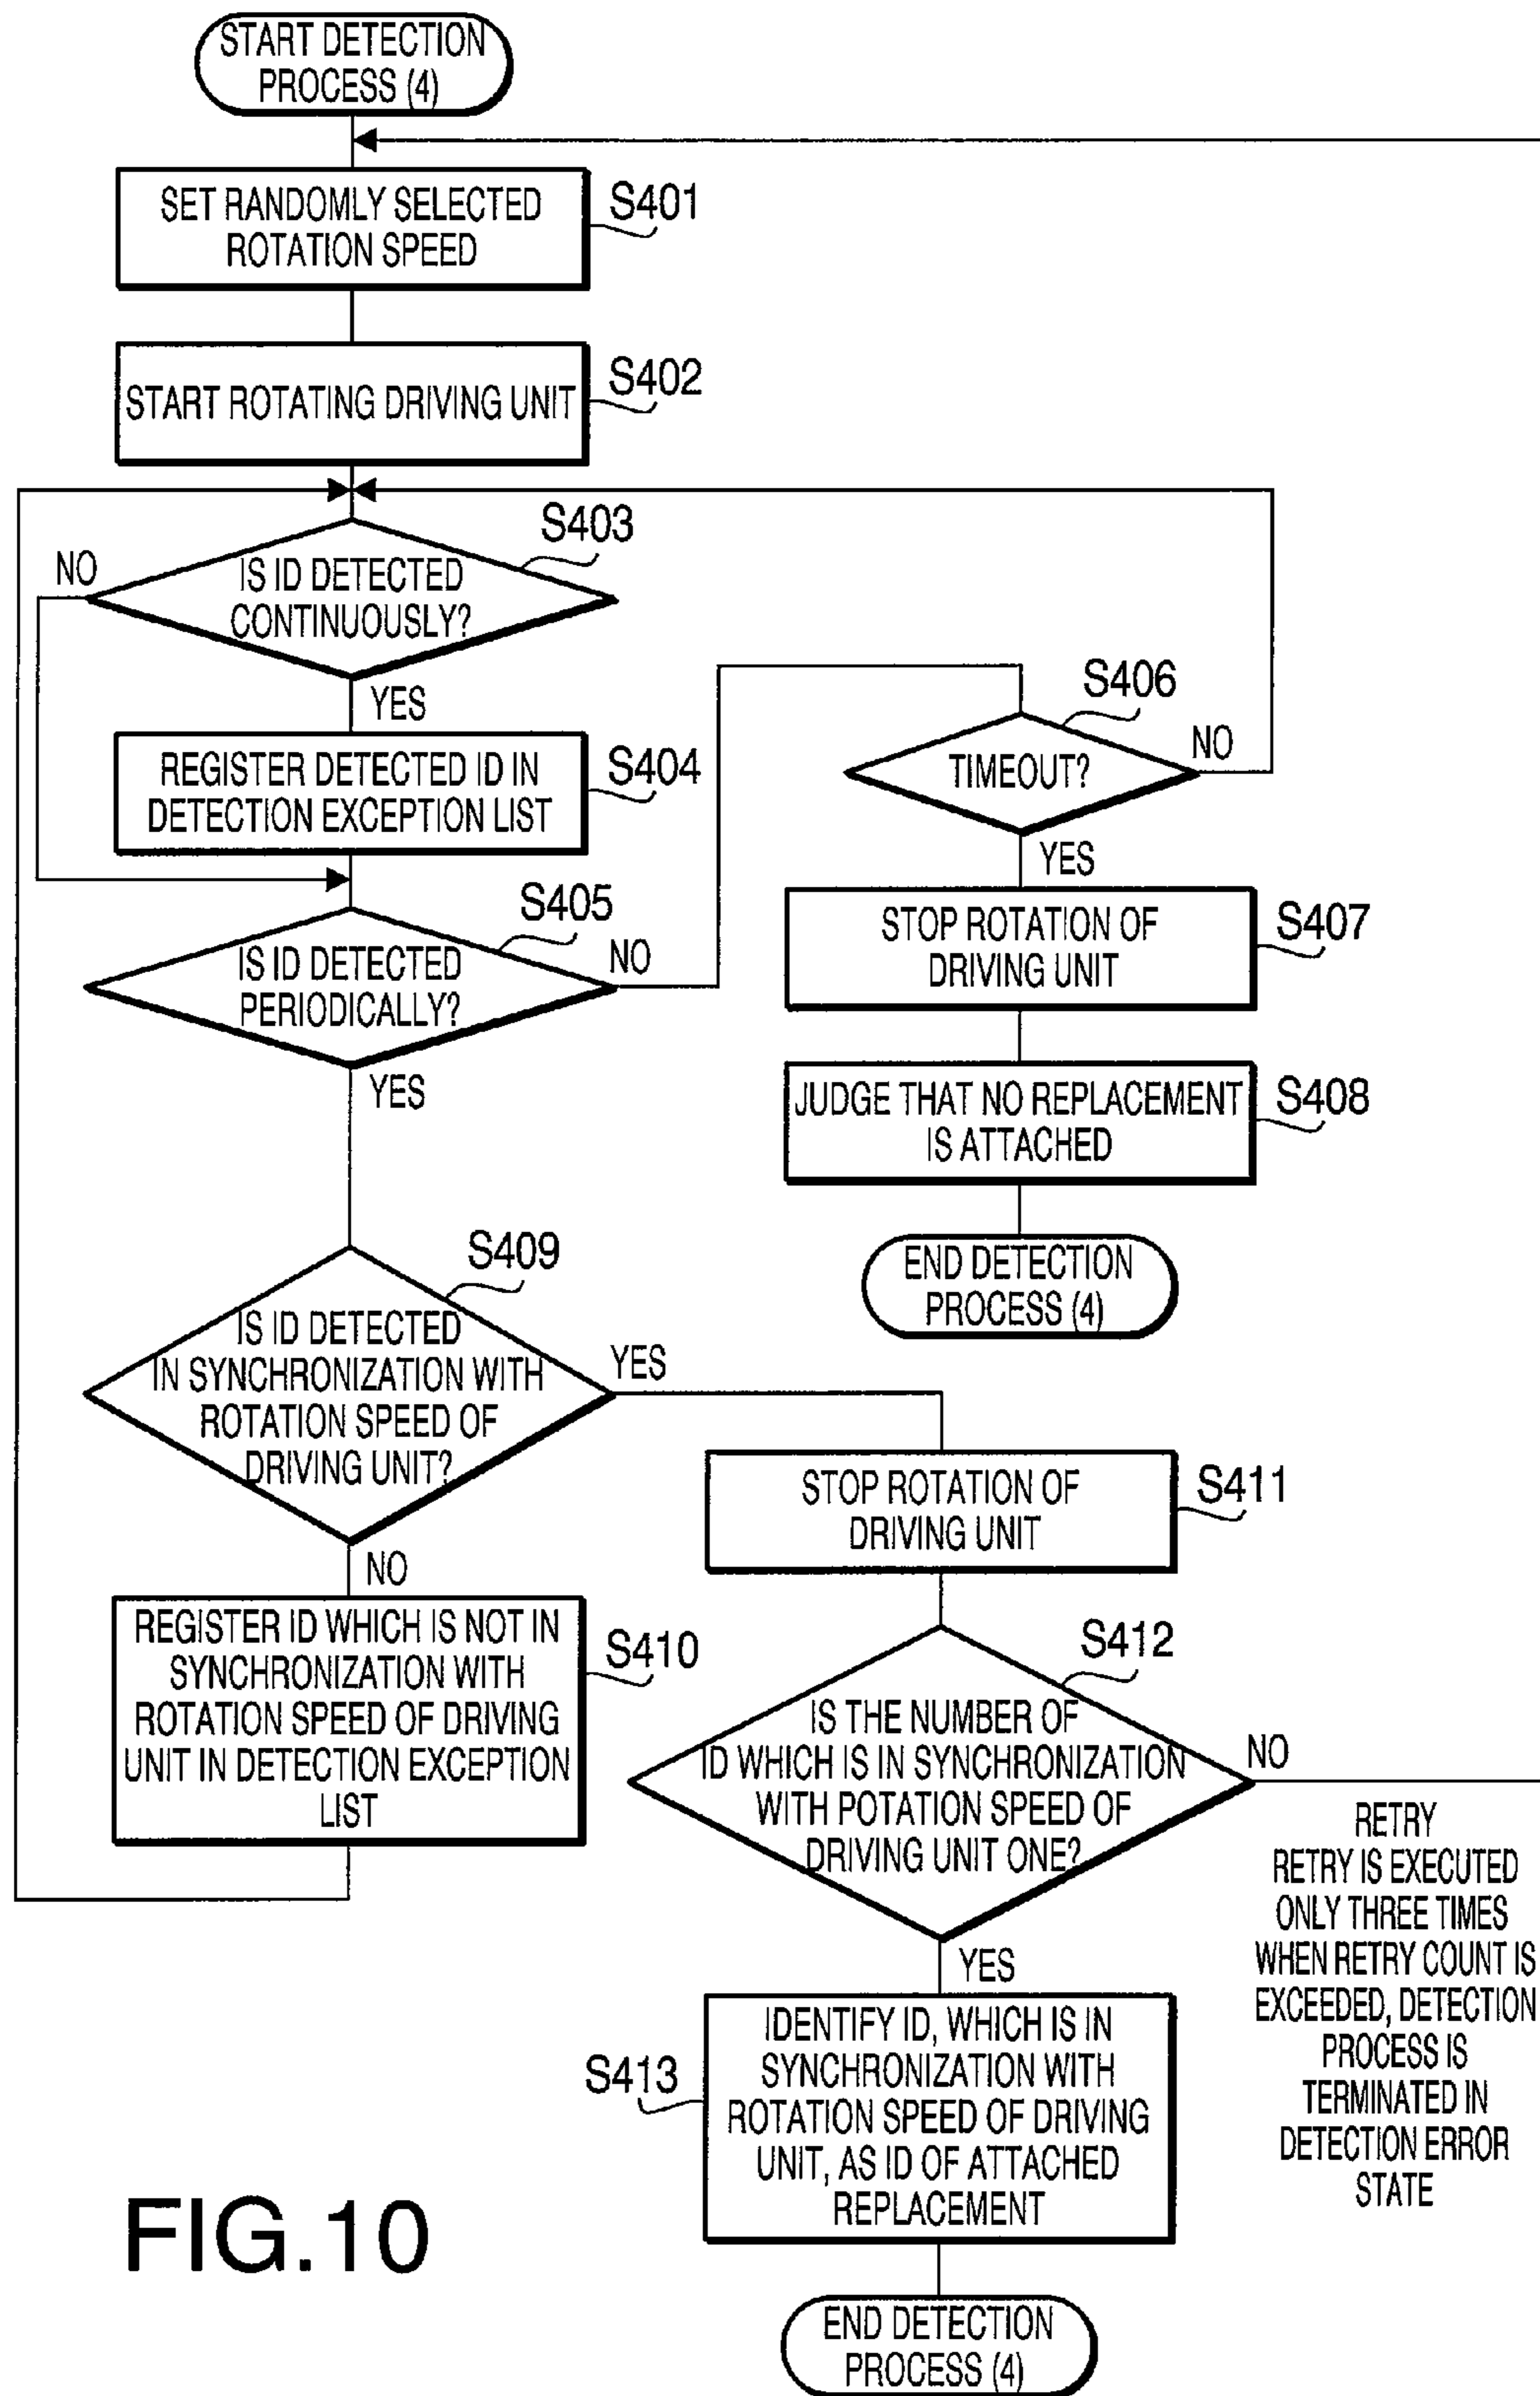 START DETECTION
PROCESS (4)
SET RANDOMLY SELECTED
ROTATION SPEED
S401
START ROTATING DRIVING UNIT
S402
S403
NO
IS ID DETECTED
CONTINUOUSLY?
YES
REGISTER DETECTED ID IN
DETECTION EXCEPTION LIST
S404
S405
IS ID DETECTED
PERIODICALLY?
NO
YES
S406
TIMEOUT?
NO
YES
STOP ROTATION OF
DRIVING UNIT
S407
JUDGE THAT NO REPLACEMENT
IS ATTACHED
S408
END DETECTION
PROCESS (4)
S409
IS ID DETECTED
IN SYNCHRONIZATION WITH
ROTATION SPEED OF
DRIVING UNIT?
YES
NO
REGISTER ID WHICH IS NOT IN
SYNCHRONIZATION WITH
ROTATION SPEED OF DRIVING
UNIT IN DETECTION EXCEPTION
LIST
S410
STOP ROTATION OF
DRIVING UNIT
S411
S412
IS THE NUMBER OF
ID WHICH IS IN SYNCHRONIZATION
WITH POTATION SPEED OF
DRIVING UNIT ONE?
NO
YES
RETRY
RETRY IS EXECUTED
ONLY THREE TIMES
WHEN RETRY COUNT IS
EXCEEDED, DETECTION
PROCESS IS
TERMINATED IN
DETECTION ERROR
STATE
S413
IDENTIFY ID, WHICH IS IN
SYNCHRONIZATION WITH
ROTATION SPEED OF DRIVING
UNIT, AS ID OF ATTACHED
REPLACEMENT
END DETECTION
PROCESS (4)
FIG.10